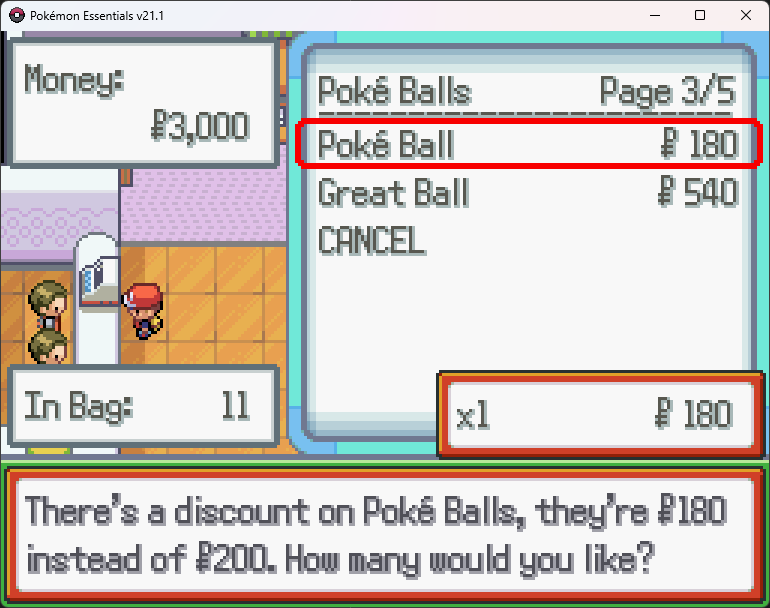 Pokémon Essentials v21.1
Money:
₽3,000
Poké Balls Page 3/5
Poké Ball ₽ 180
Great Ball ₽ 540
CANCEL
In Bag: 11
x1 ₽ 180
There's a discount on Poké Balls, they're ₽180
instead of ₽200. How many would you like?